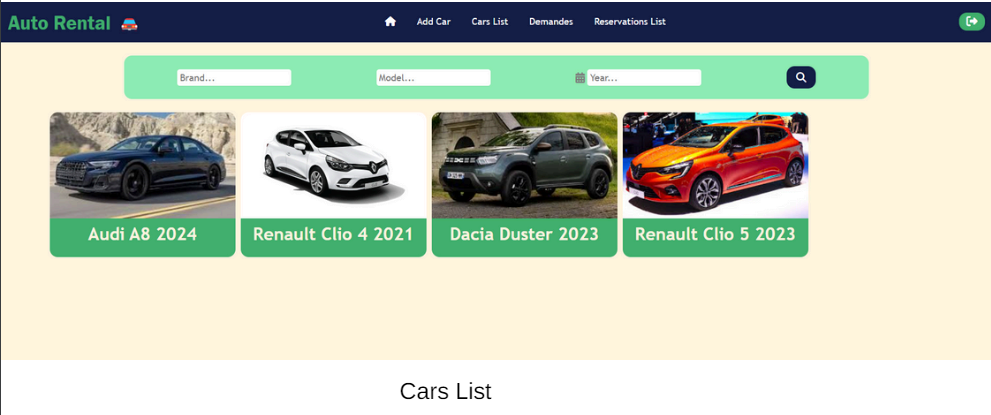 Auto Rental
Add Car Cars List Demandes Reservations List
Brand... Model... Year...
Audi A8 2024 Renault Clio 4 2021 Dacia Duster 2023 Renault Clio 5 2023
Cars List